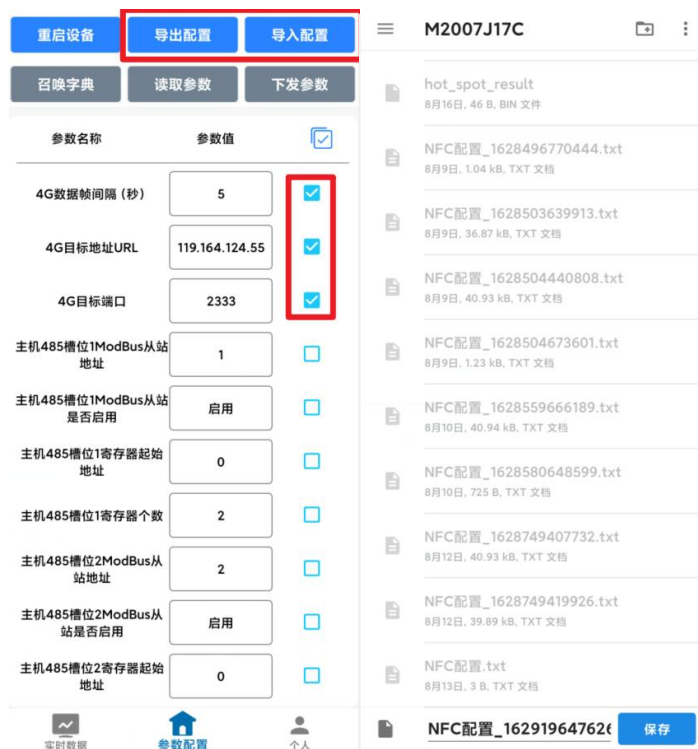 重启设备
导出配置
导入配置
召唤字典
读取参数
下发参数
参数名称
参数值
4G数据帧间隔 (秒)
5
4G目标地址URL
119.164.124.55
4G目标端口
2333
主机485槽位1ModBus从站
地址
1
主机485槽位1ModBus从站
是否启用
启用
主机485槽位1寄存器起始
地址
0
主机485槽位1寄存器个数
2
主机485槽位2ModBus从
站地址
2
主机485槽位2ModBus从
站是否启用
启用
主机485槽位2寄存器起始
地址
0
实时数据
参数配置
个人
M2007J17C
hot_spot_result
8月16日, 46 B, BIN 文件
NFC配置_1628496770444.txt
8月9日, 1.04 kB, TXT 文档
NFC配置_1628503639913.txt
8月9日, 36.87 kB, TXT 文档
NFC配置_1628504440808.txt
8月9日, 40.93 kB, TXT 文档
NFC配置_1628504673601.txt
8月9日, 1.23 kB, TXT 文档
NFC配置_1628559666189.txt
8月10日, 40.94 kB, TXT 文档
NFC配置_1628580648599.txt
8月10日, 725 B, TXT 文档
NFC配置_1628749407732.txt
8月12日, 40.93 kB, TXT 文档
NFC配置_1628749419926.txt
8月12日, 39.89 kB, TXT 文档
NFC配置.txt
8月13日, 3 B, TXT 文档
NFC配置_16291964762
保存